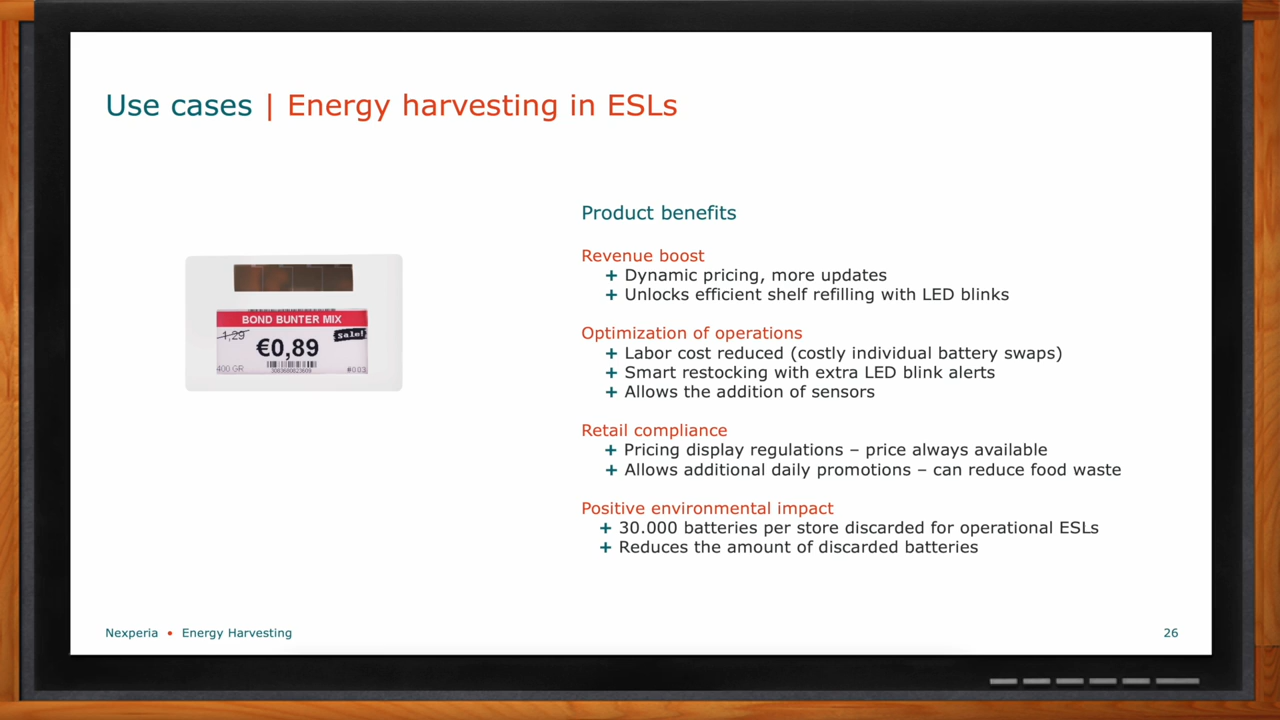 Use cases | Energy harvesting in ESLs
BOND BUNTER MIX
1,29
Sale!
€0,89
400 GR
#003
Product benefits
Revenue boost
+ Dynamic pricing, more updates
+ Unlocks efficient shelf refilling with LED blinks
Optimization of operations
+ Labor cost reduced (costly individual battery swaps)
+ Smart restocking with extra LED blink alerts
+ Allows the addition of sensors
Retail compliance
+ Pricing display regulations – price always available
+ Allows additional daily promotions – can reduce food waste
Positive environmental impact
+ 30.000 batteries per store discarded for operational ESLs
+ Reduces the amount of discarded batteries
Nexperia • Energy Harvesting
26